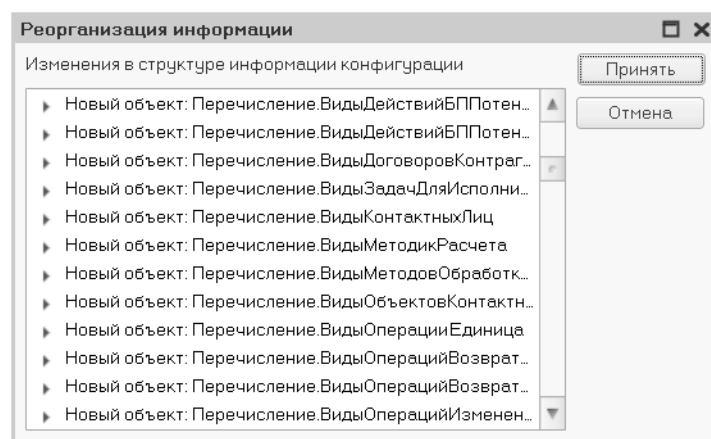 Реорганизация информации
Изменения в структуре информации конфигурации
Принять
Отмена
Новый объект: Перечисление.ВидыДействийБППотен...
Новый объект: Перечисление.ВидыДействийБППотен...
Новый объект: Перечисление.ВидыДоговоровКонтраг...
Новый объект: Перечисление.ВидыЗадачДляИсполни...
Новый объект: Перечисление.ВидыКонтактныхЛиц
Новый объект: Перечисление.ВидыМетодикРасчета
Новый объект: Перечисление.ВидыМетодовОбработк...
Новый объект: Перечисление.ВидыОбъектовКонтактн...
Новый объект: Перечисление.ВидыОперацииЕдиница
Новый объект: Перечисление.ВидыОперацийВозврат...
Новый объект: Перечисление.ВидыОперацийВозврат...
Новый объект: Перечисление.ВидыОперацийИзменен...